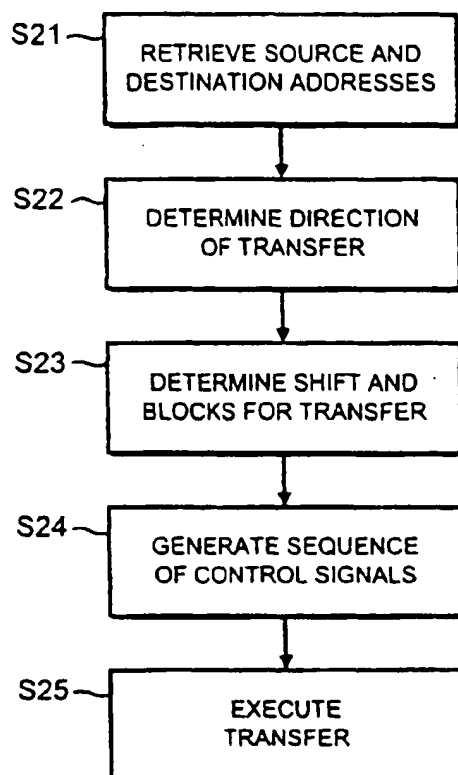 S21
RETRIEVE SOURCE AND
DESTINATION ADDRESSES
S22
DETERMINE DIRECTION
OF TRANSFER
S23
DETERMINE SHIFT AND
BLOCKS FOR TRANSFER
S24
GENERATE SEQUENCE
OF CONTROL SIGNALS
S25
EXECUTE
TRANSFER